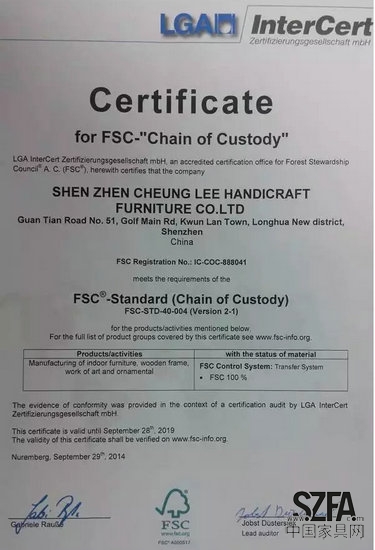 LGA InterCert
Zertifizierungsgesellschaft mbH
Certificate
for FSC-"Chain of Custody"
LGA InterCert Zertifizierungsgesellschaft mbH, an accredited certification office for Forest Stewardship
Council® A. C. (FSC®), herewith certifies that the company
SHEN ZHEN CHEUNG LEE HANDICRAFT
FURNITURE CO.LTD
Guan Tian Road No. 51, Golf Main Rd, Kwun Lan Town, Longhua New district,
Shenzhen
China
FSC Registration No.: IC-COC-888041
meets the requirements of the
FSC®-Standard (Chain of Custody)
FSC-STD-40-004 (Version 2-1)
for the products/activities mentioned below.
For the full list of product groups covered by this certificate see www.fsc-info.org.
Products/activities with the status of material
Manufacturing of indoor furniture, wooden frame, FSC Control System: Transfer System
work of art and ornamental • FSC 100 %
The evidence of conformity was provided in the context of a certification audit by LGA InterCert
Zertifizierungsgesellschaft mbH.
This certificate is valid until September 28th, 2019
The validity of this certificate shall be verified on www.fsc-info.org.
Nuremberg, September 29th, 2014
Gabriele Rauße
FSC
www.fsc.org
FSC® A000517
Jobst Düstersiek
Lead auditor
SZFA
中国家具网